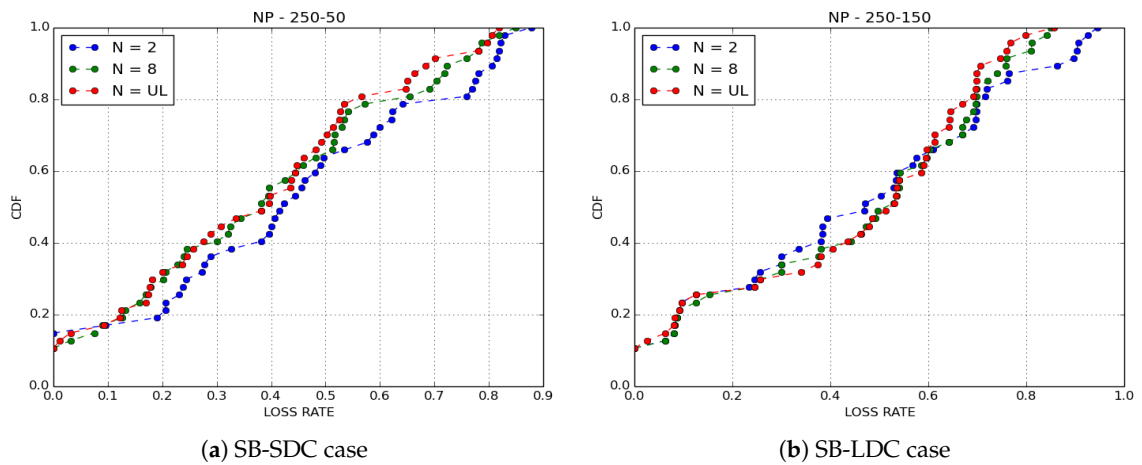 NP - 250-50
N = 2
N = 8
N = UL
CDF
1.0
0.8
0.6
0.4
0.2
0.0
0.0 0.1 0.2 0.3 0.4 0.5 0.6 0.7 0.8 0.9
LOSS RATE
(a) SB-SDC case
NP - 250-150
N = 2
N = 8
N = UL
CDF
1.0
0.8
0.6
0.4
0.2
0.0
0.0 0.2 0.4 0.6 0.8 1.0
LOSS RATE
(b) SB-LDC case